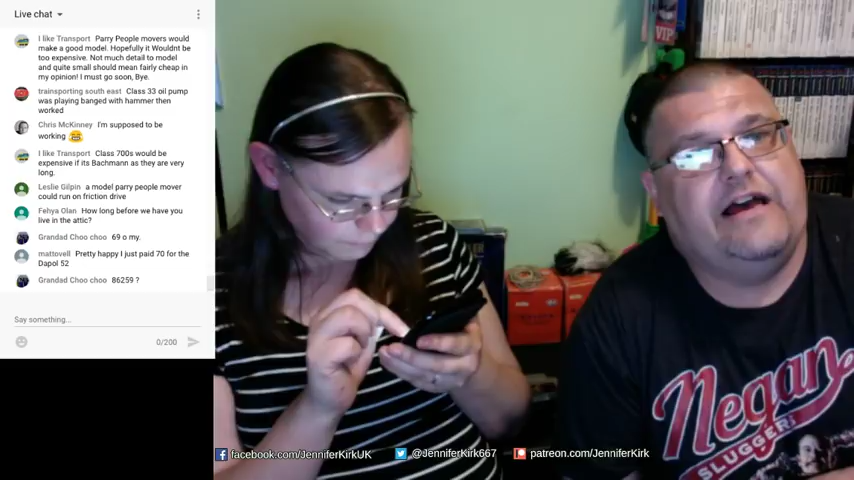 Live chat
I like Transport Parry People movers would
make a good model. Hopefully it Wouldnt be
too expensive. Not much detail to model
and quite small should mean fairly cheap in
my opinion! I must go soon, Bye.
trainsporting south east Class 33 oil pump
was playing banged with hammer then
worked
Chris McKinney I'm supposed to be
working
I like Transport Class 700s would be
expensive if its Bachmann as they are very
long.
Leslie Gilpin a model parry people mover
could run on friction drive
Fehya Olan How long before we have you
live in the attic?
Grandad Choo choo 69 o my.
mattovell Pretty happy I just paid 70 for the
Dapol 52
Grandad Choo choo 86259 ?
Say something...
0/200
VIP
Negan
SLUGGERS
facebook.com/JenniferKirkUK
@JenniferKirk667
patreon.com/JenniferKirk